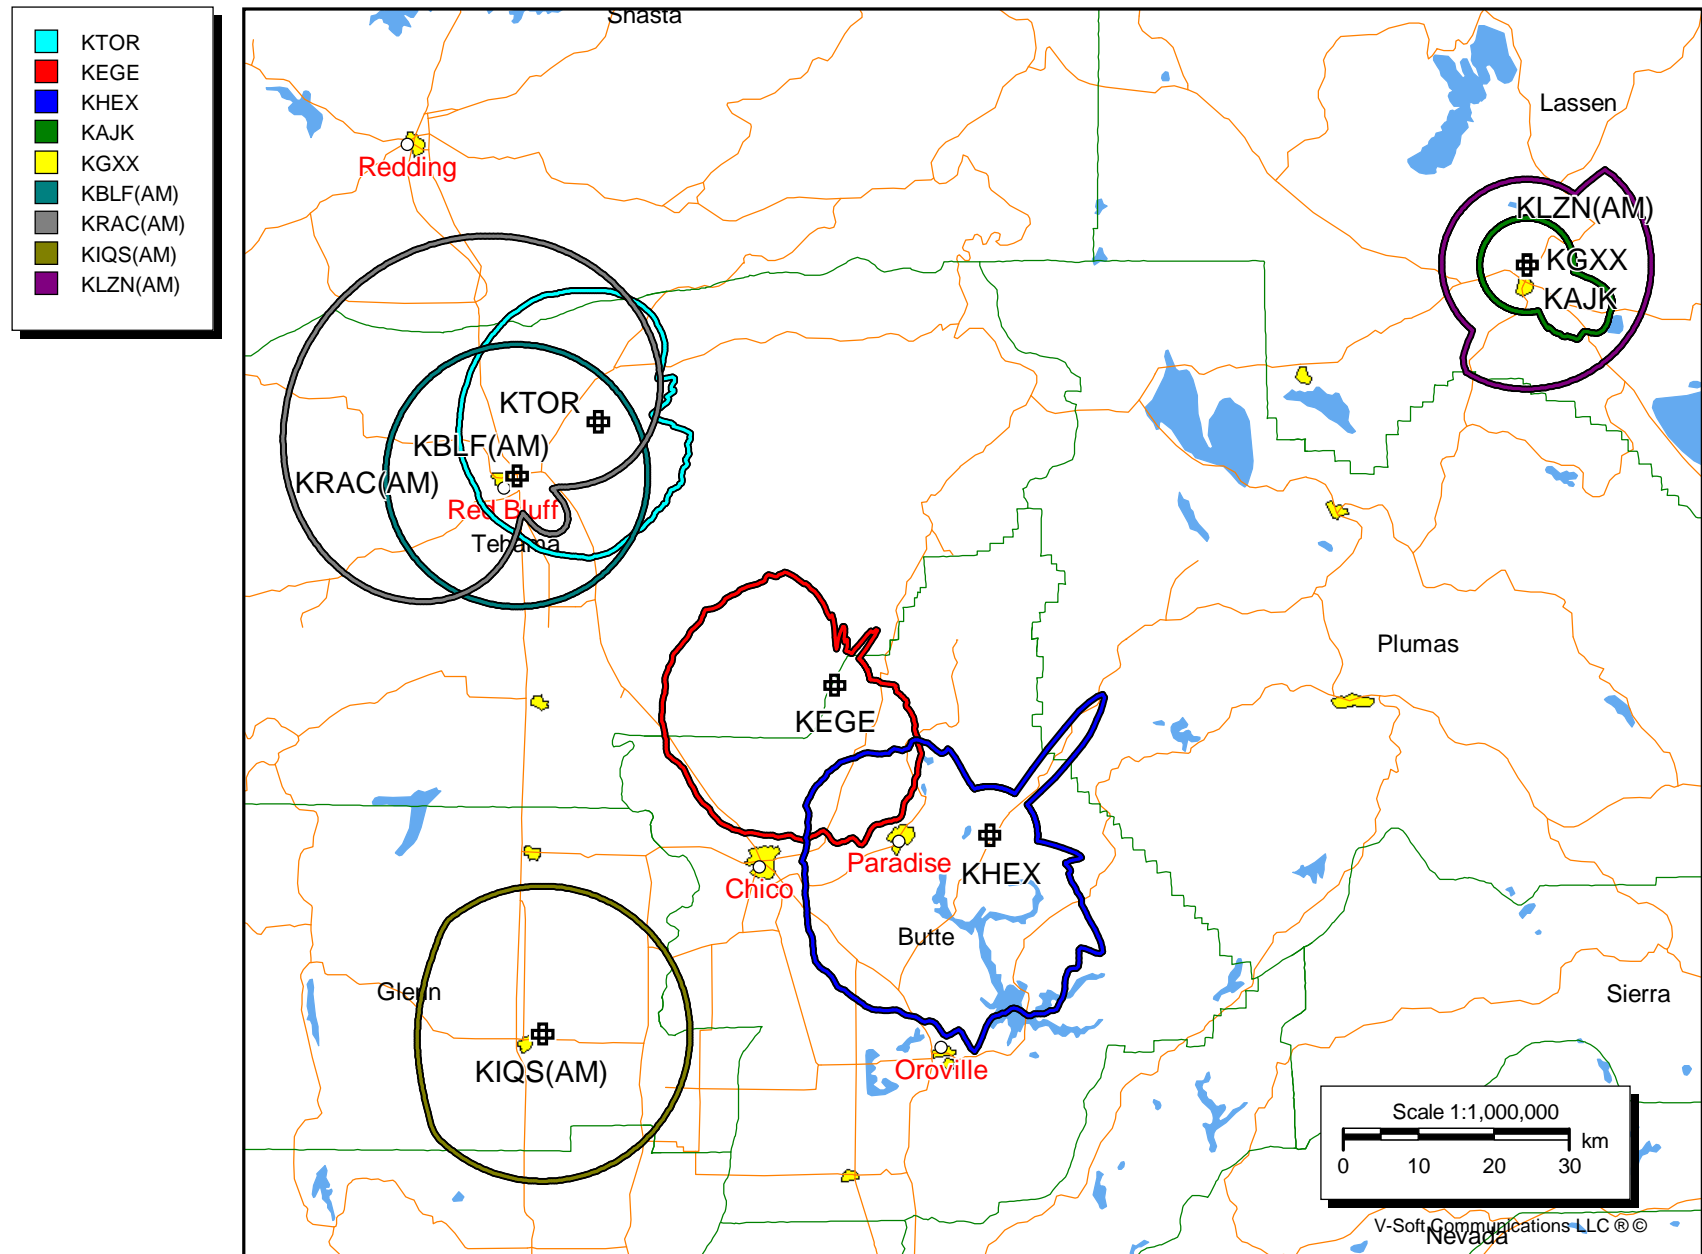 KTOR
KEGE
KHEX
KAJK
KGXX
KBLF(AM)
KRAC(AM)
KIQS(AM)
KLZN(AM)
Shasta
Lassen
Redding
KLZN(AM)
KGXX
KAJK
KTOR
KBLF(AM)
KRAC(AM)
Red Bluff
Tehama
Plumas
KEGE
Paradise
KHEX
Chico
Butte
Glenn
Sierra
KIQS(AM)
Oroville
Scale 1:1,000,000
km
0 10 20 30
V-Soft Communications LLC ® ©
Nevada